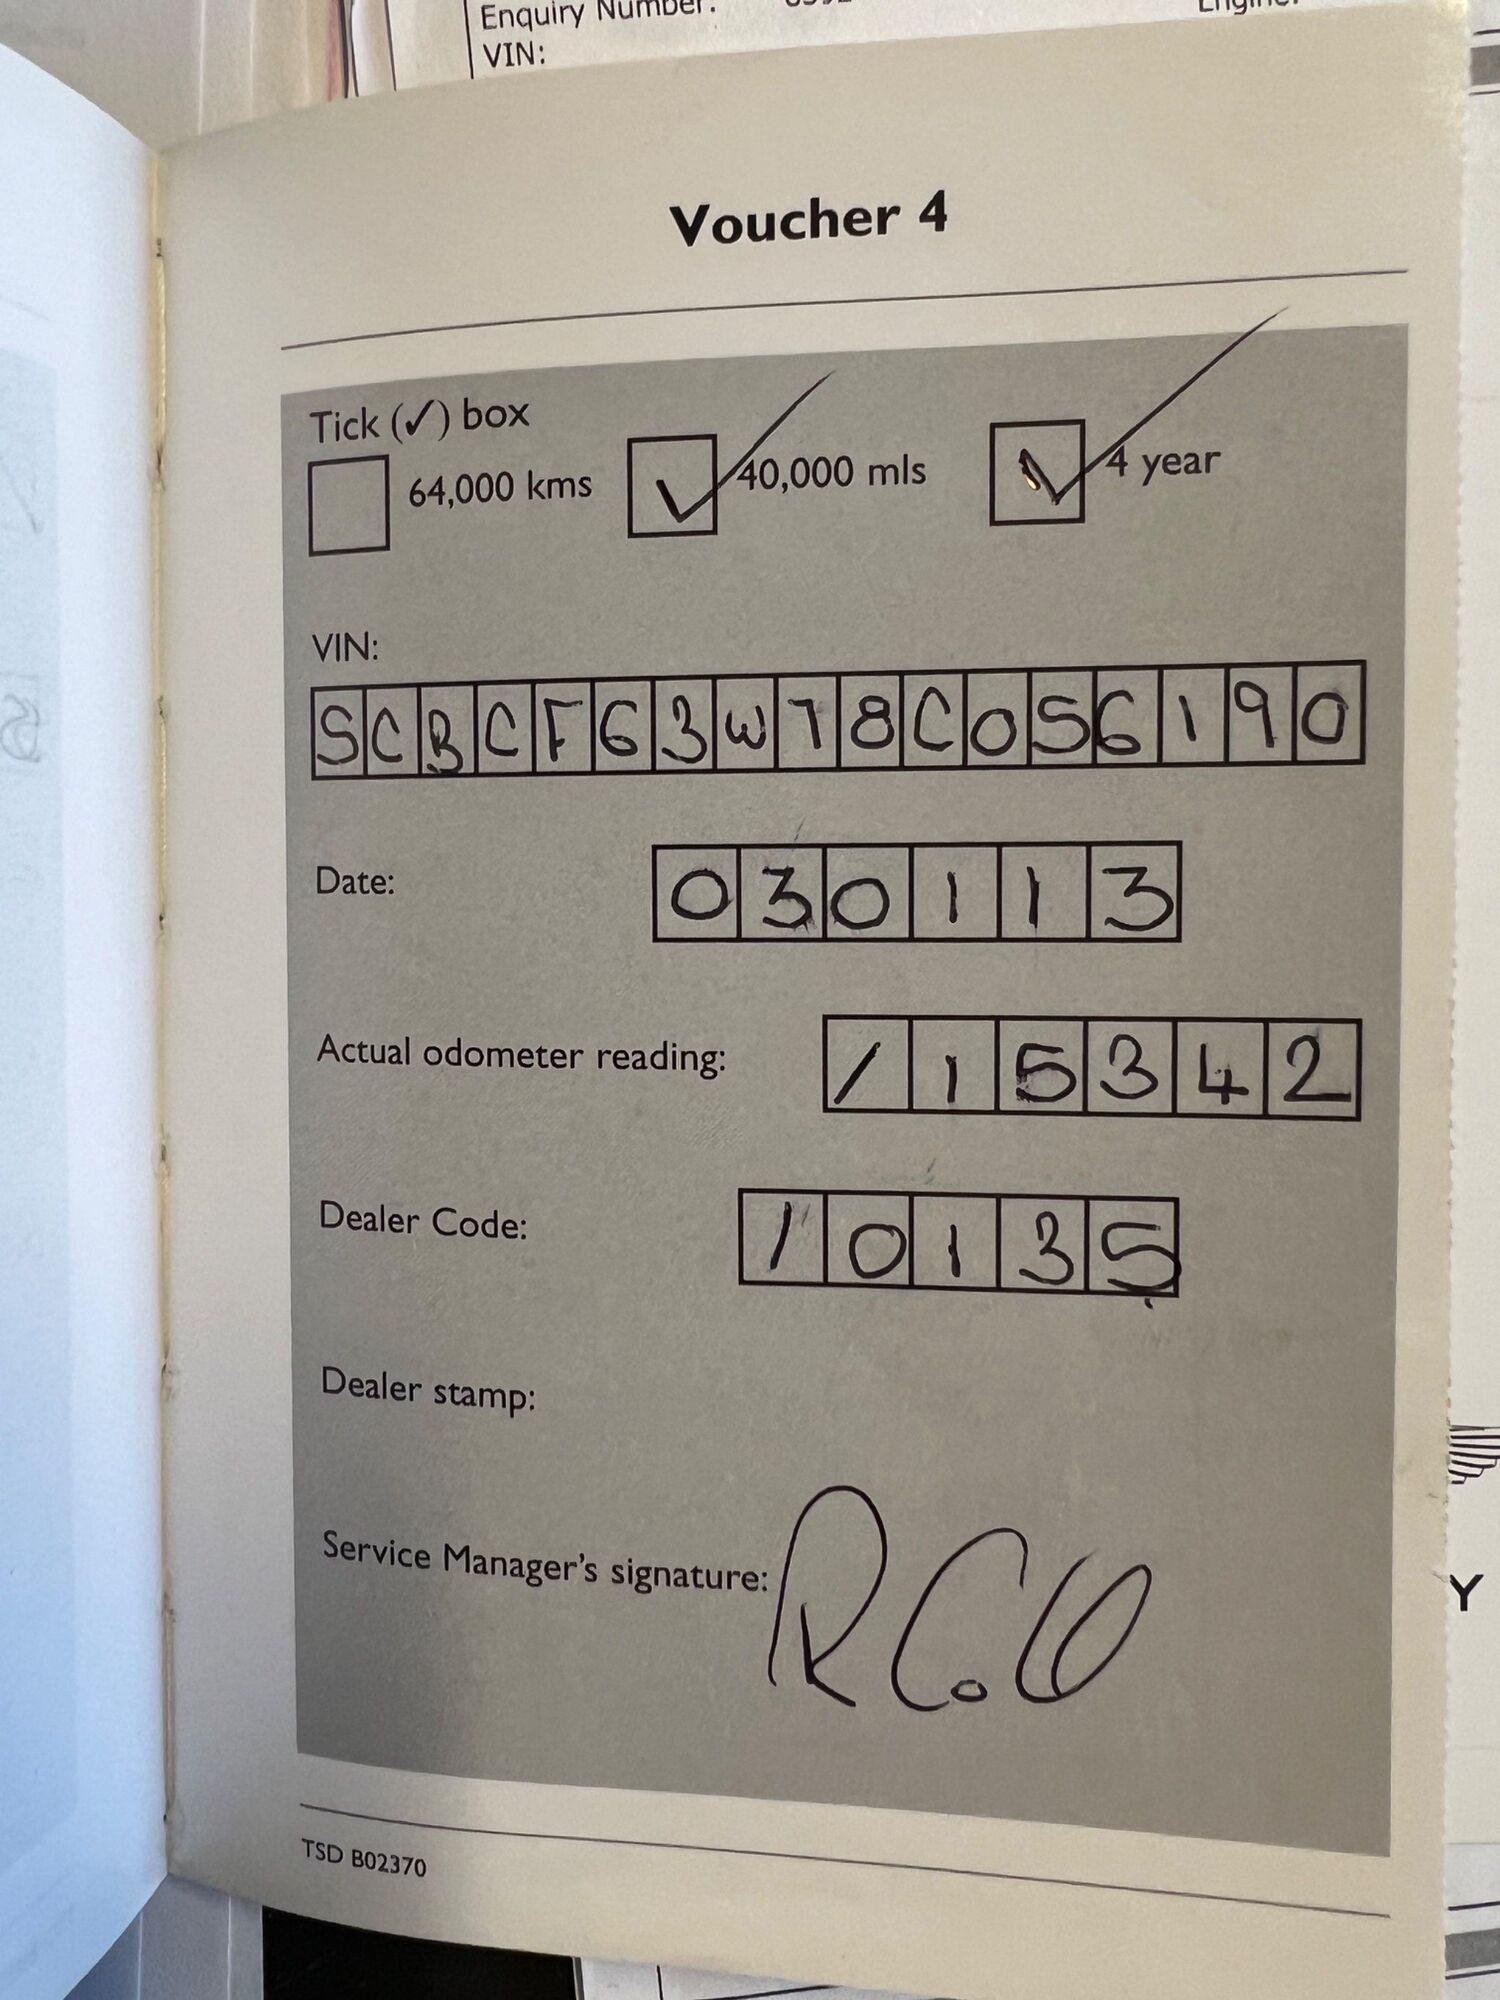 Enquiry Number:
VIN:
Voucher 4
Tick (✓) box
64,000 kms 40,000 mls 4 year
VIN:
SCBCF63W78C056190
Date: 030113
Actual odometer reading: /15342
Dealer Code: /0135
Dealer stamp:
Service Manager's signature:
TSD B02370
Y